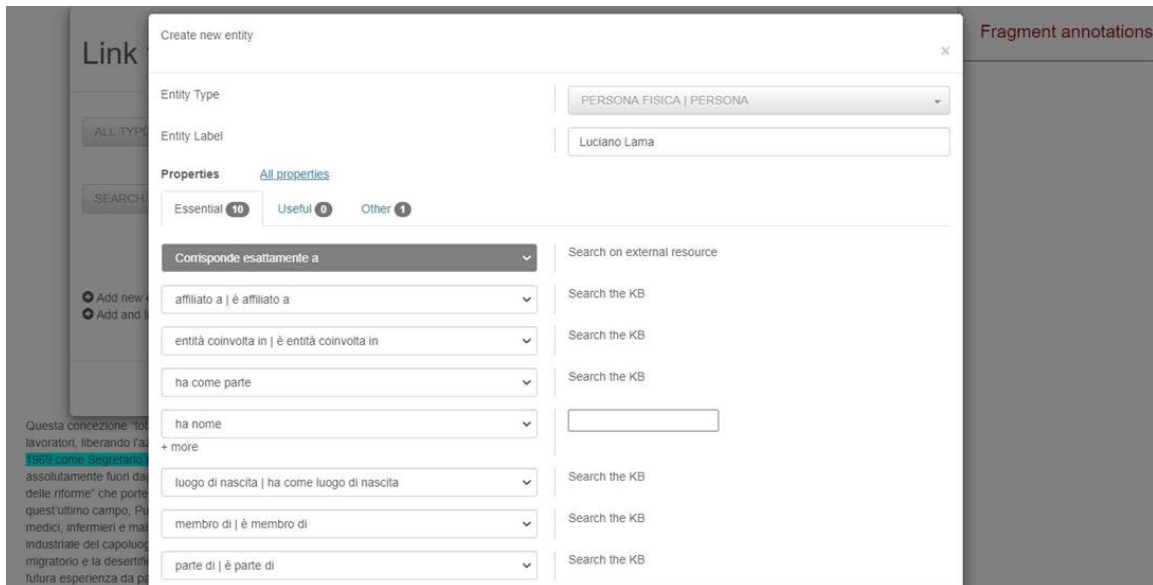 Fragment annotations
Link
ALL TYPO
SEARCH
Add new
Add and
Create new entity
×
Entity Type
PERSONA FISICA | PERSONA
Entity Label
Luciano Lama
Properties All properties
Essential 10 Useful 0 Other 1
Corrisponde esattamente a Search on external resource
affiliato a | è affiliato a Search the KB
entità coinvolta in | è entità coinvolta in Search the KB
ha come parte Search the KB
ha nome
+ more
luogo di nascita | ha come luogo di nascita Search the KB
membro di | è membro di Search the KB
parte di | è parte di Search the KB
Questa concezione "tot
lavoratori, liberando l'az
1969 come Segretario
assolutamente fuori dag
delle riforme" che porte
quest'ultimo campo, Pu
medici, infermieri e mal
industriale del capoluog
migratorio e la desertifi
futura esperienza da pa